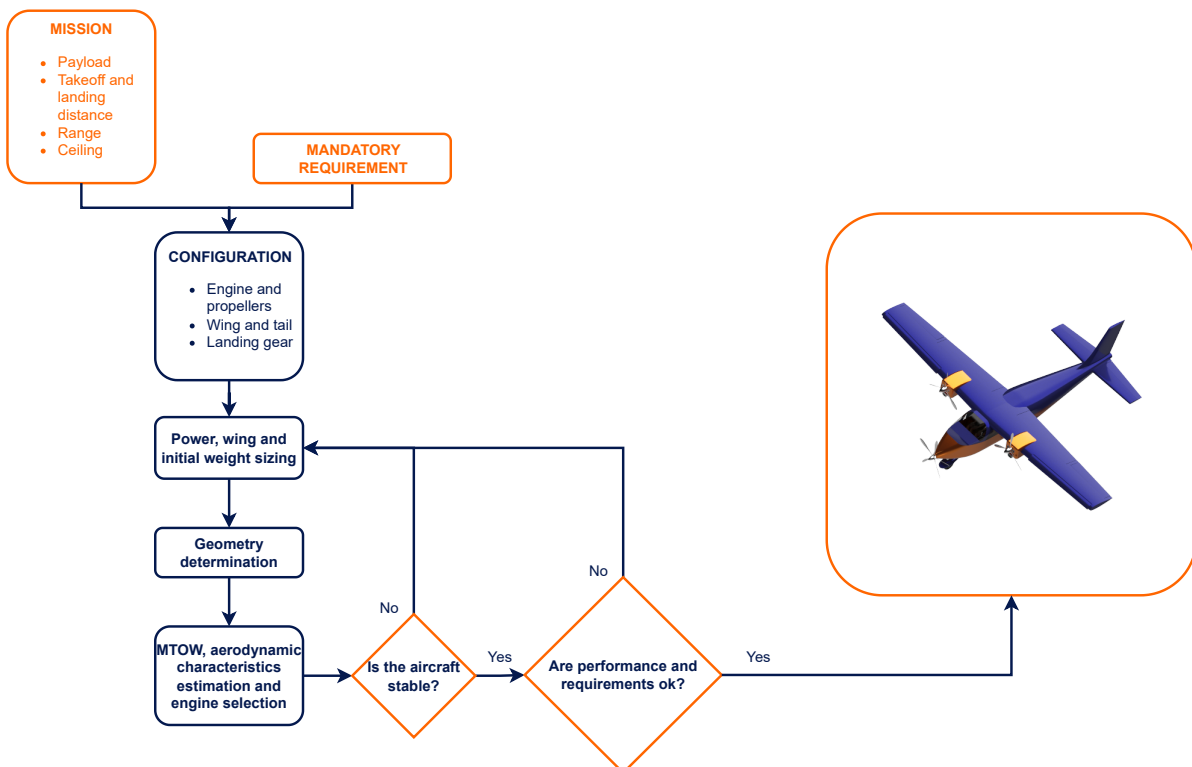 MISSION
• Payload
• Takeoff and
landing
distance
• Range
• Ceiling
MANDATORY
REQUIREMENT
CONFIGURATION
• Engine and
propellers
• Wing and tail
• Landing gear
Power, wing and
initial weight sizing
Geometry
determination
MTOW, aerodynamic
characteristics
estimation and
engine selection
No
Is the aircraft
stable?
Yes
No
Are performance and
requirements ok?
Yes